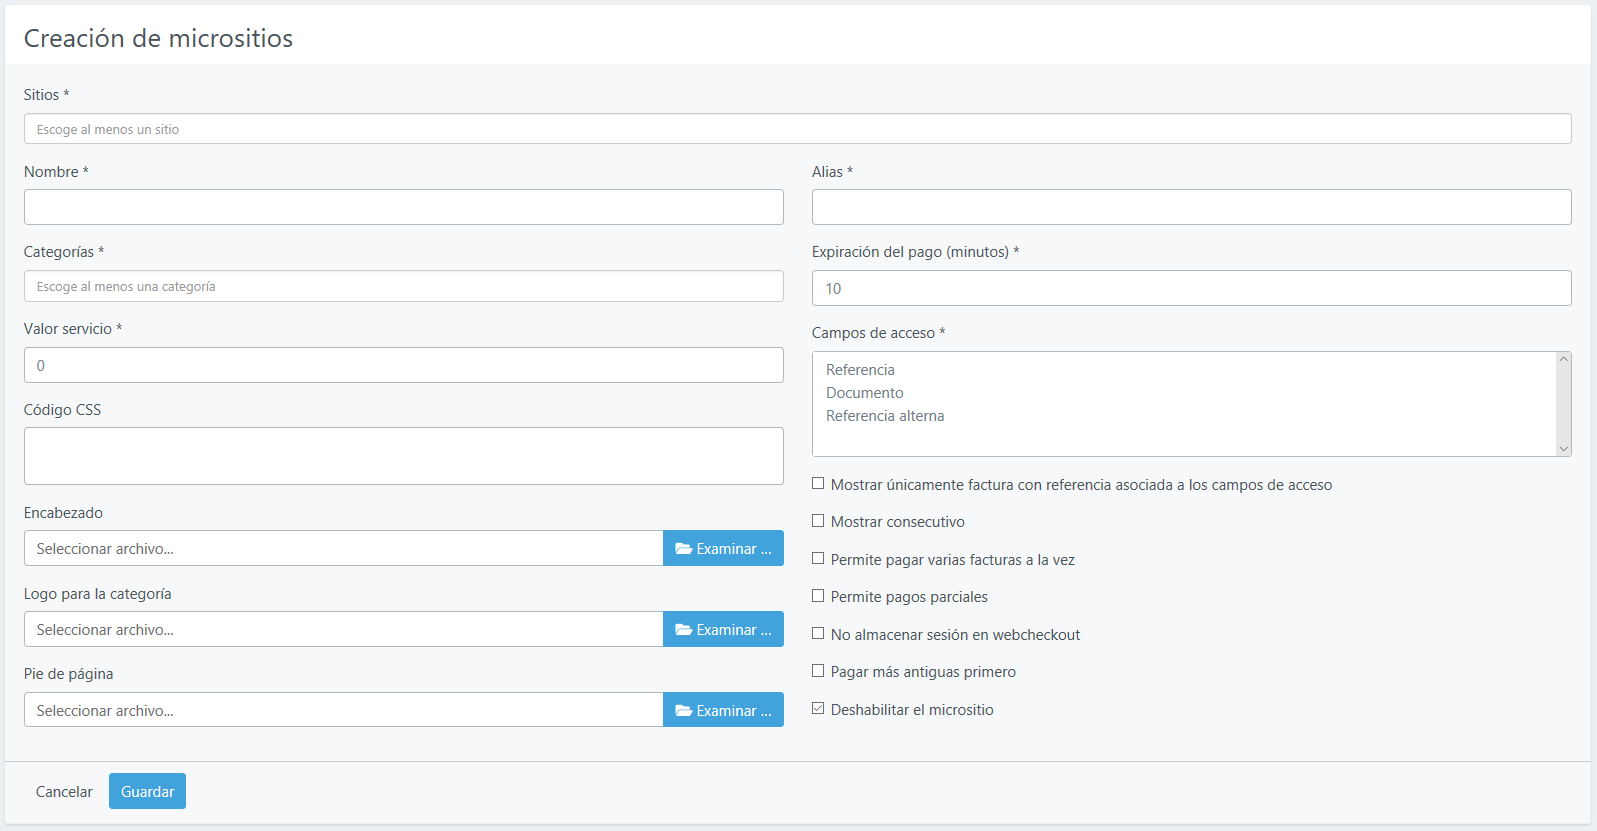 Creación de micrositios
Sitios *
Escoge al menos un sitio
Nombre *
Alias *
Categorías *
Escoge al menos una categoría
Expiración del pago (minutos) *
10
Valor servicio *
0
Campos de acceso *
Referencia
Documento
Referencia alterna
Código CSS
Encabezado
Seleccionar archivo...
Examinar ...
Logo para la categoría
Seleccionar archivo...
Examinar ...
Pie de página
Seleccionar archivo...
Examinar ...
Mostrar únicamente factura con referencia asociada a los campos de acceso
Mostrar consecutivo
Permite pagar varias facturas a la vez
Permite pagos parciales
No almacenar sesión en webcheckout
Pagar más antiguas primero
Deshabilitar el micrositio
Cancelar
Guardar